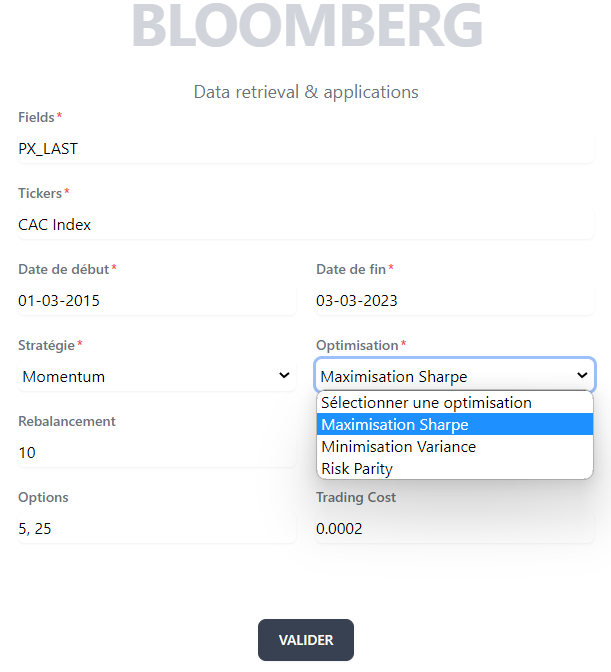 BLOOMBERG
Data retrieval & applications
Fields*
PX_LAST
Tickers*
CAC Index
Date de début* Date de fin*
01-03-2015 03-03-2023
Stratégie* Optimisation*
Momentum Maximisation Sharpe
Sélectionner une optimisation
Rebalancement Maximisation Sharpe
10 Minimisation Variance
Risk Parity
Options Trading Cost
5, 25 0.0002
VALIDER